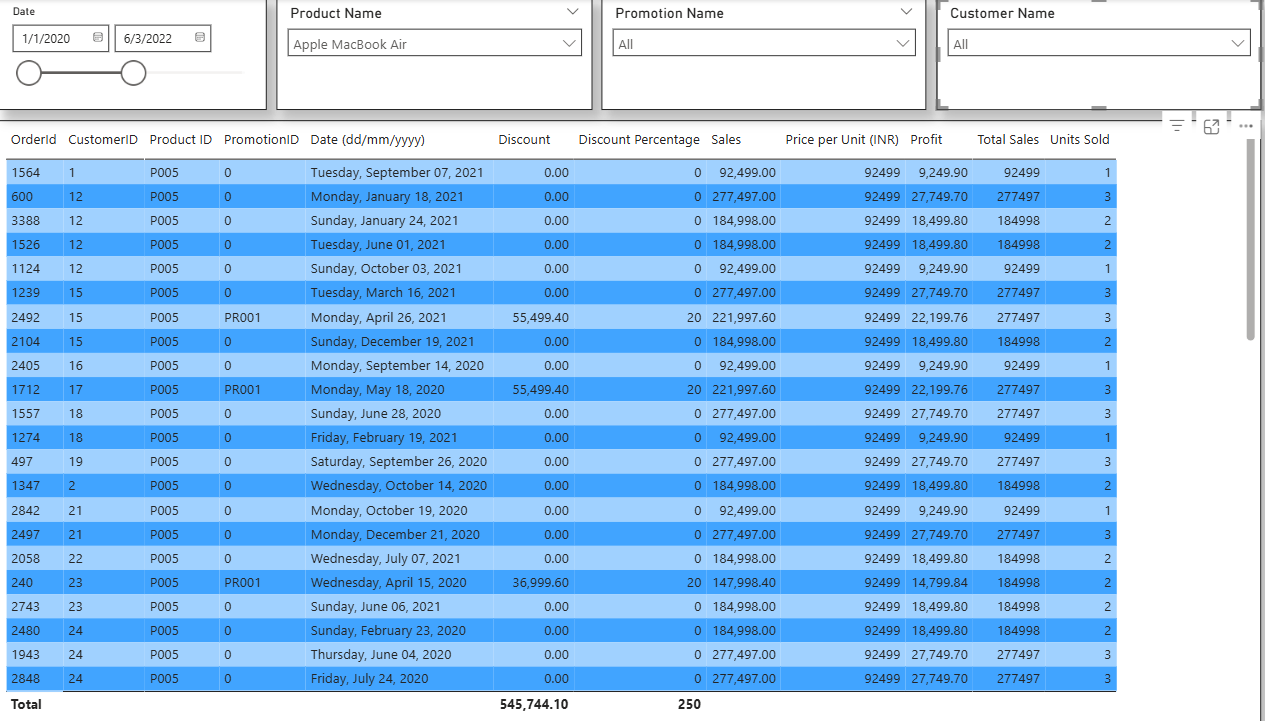 Date
1/1/2020 6/3/2022
Product Name
Apple MacBook Air
Promotion Name
All
Customer Name
All
OrderId CustomerID Product ID PromotionID Date (dd/mm/yyyy) Discount Discount Percentage Sales Price per Unit (INR) Profit Total Sales Units Sold
1564 1 P005 0 Tuesday, September 07, 2021 0.00 0 92,499.00 92499 9,249.90 92499 1
600 12 P005 0 Monday, January 18, 2021 0.00 0 277,497.00 92499 27,749.70 277497 3
3388 12 P005 0 Sunday, January 24, 2021 0.00 0 184,998.00 92499 18,499.80 184998 2
1526 12 P005 0 Tuesday, June 01, 2021 0.00 0 184,998.00 92499 18,499.80 184998 2
1124 12 P005 0 Sunday, October 03, 2021 0.00 0 92,499.00 92499 9,249.90 92499 1
1239 15 P005 0 Tuesday, March 16, 2021 0.00 0 277,497.00 92499 27,749.70 277497 3
2492 15 P005 PR001 Monday, April 26, 2021 55,499.40 20 221,997.60 92499 22,199.76 277497 3
2104 15 P005 0 Sunday, December 19, 2021 0.00 0 184,998.00 92499 18,499.80 184998 2
2405 16 P005 0 Monday, September 14, 2020 0.00 0 92,499.00 92499 9,249.90 92499 1
1712 17 P005 PR001 Monday, May 18, 2020 55,499.40 20 221,997.60 92499 22,199.76 277497 3
1557 18 P005 0 Sunday, June 28, 2020 0.00 0 277,497.00 92499 27,749.70 277497 3
1274 18 P005 0 Friday, February 19, 2021 0.00 0 92,499.00 92499 9,249.90 92499 1
497 19 P005 0 Saturday, September 26, 2020 0.00 0 277,497.00 92499 27,749.70 277497 3
1347 2 P005 0 Wednesday, October 14, 2020 0.00 0 184,998.00 92499 18,499.80 184998 2
2842 21 P005 0 Monday, October 19, 2020 0.00 0 92,499.00 92499 9,249.90 92499 1
2497 21 P005 0 Monday, December 21, 2020 0.00 0 277,497.00 92499 27,749.70 277497 3
2058 22 P005 0 Wednesday, July 07, 2021 0.00 0 184,998.00 92499 18,499.80 184998 2
240 23 P005 PR001 Wednesday, April 15, 2020 36,999.60 20 147,998.40 92499 14,799.84 184998 2
2743 23 P005 0 Sunday, June 06, 2021 0.00 0 184,998.00 92499 18,499.80 184998 2
2480 24 P005 0 Sunday, February 23, 2020 0.00 0 184,998.00 92499 18,499.80 184998 2
1943 24 P005 0 Thursday, June 04, 2020 0.00 0 277,497.00 92499 27,749.70 277497 3
2848 24 P005 0 Friday, July 24, 2020 0.00 0 277,497.00 92499 27,749.70 277497 3
Total 545,744.10 250